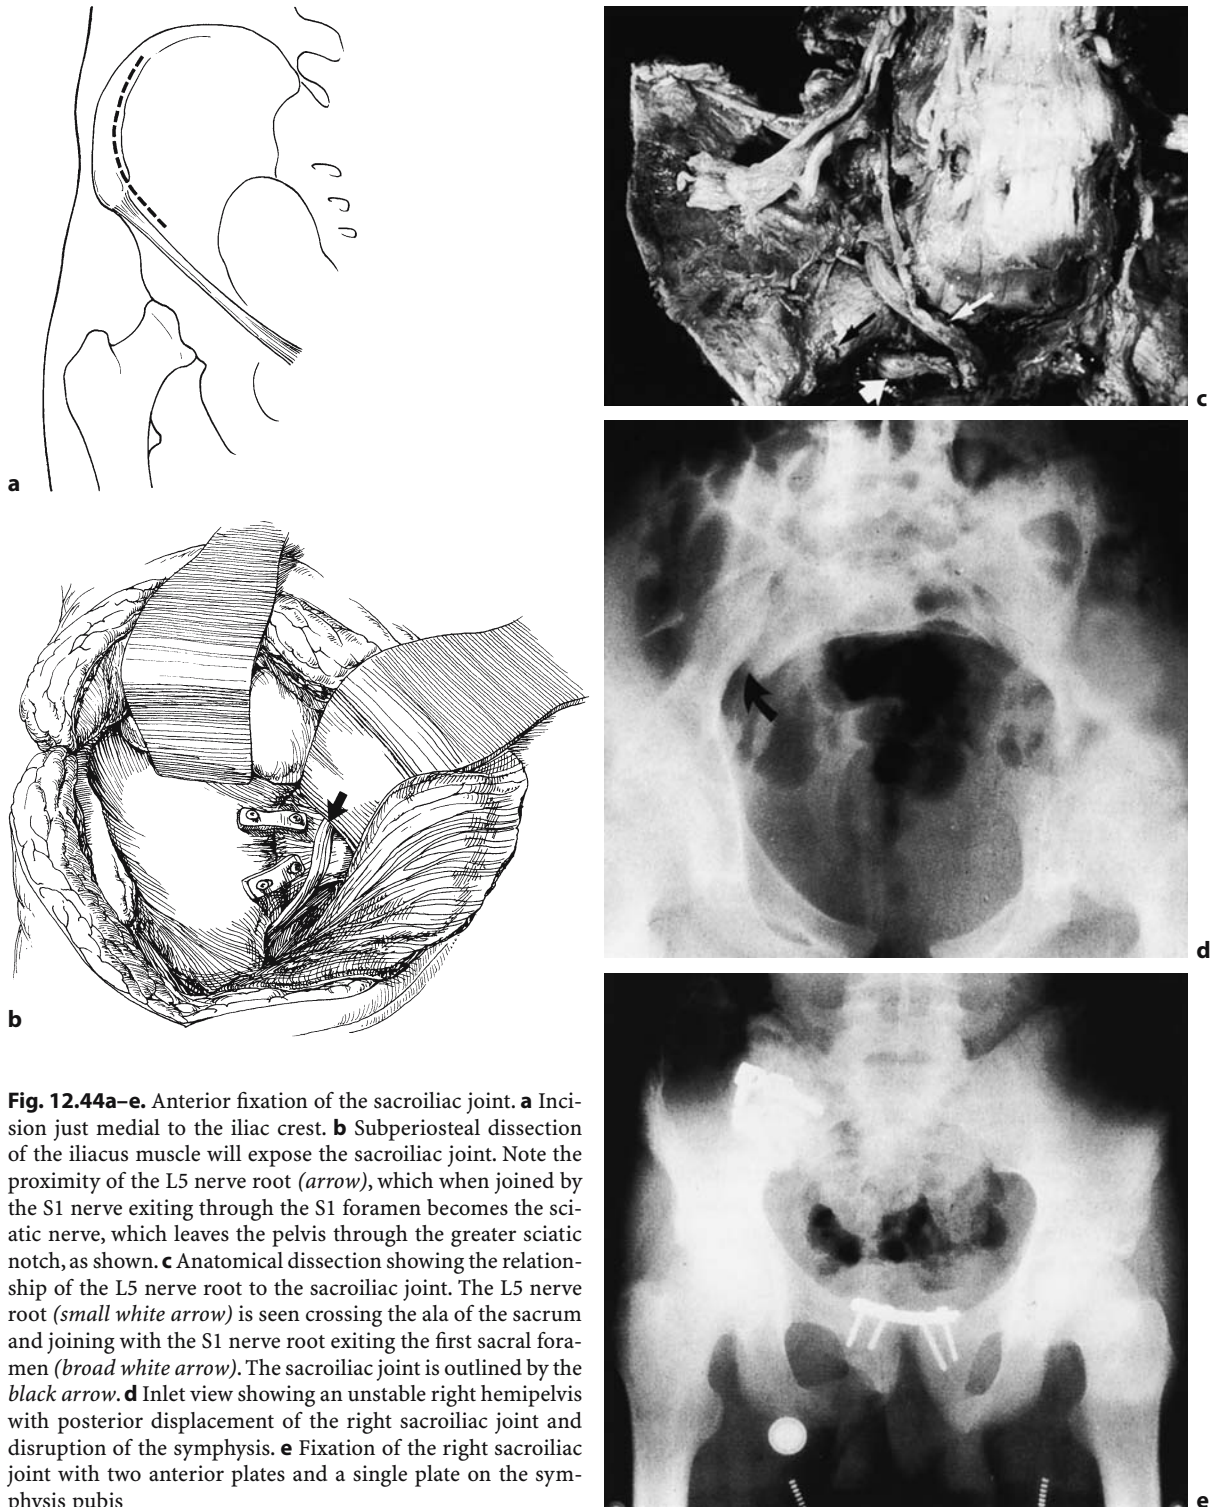 a
b
c
d
e
Fig. 12.44a–e. Anterior fixation of the sacroiliac joint. a Inci-
sion just medial to the iliac crest. b Subperiosteal dissection
of the iliacus muscle will expose the sacroiliac joint. Note the
proximity of the L5 nerve root (arrow), which when joined by
the S1 nerve exiting through the S1 foramen becomes the sci-
atic nerve, which leaves the pelvis through the greater sciatic
notch, as shown. c Anatomical dissection showing the relation-
ship of the L5 nerve root to the sacroiliac joint. The L5 nerve
root (small white arrow) is seen crossing the ala of the sacrum
and joining with the S1 nerve root exiting the first sacral fora-
men (broad white arrow). The sacroiliac joint is outlined by the
black arrow. d Inlet view showing an unstable right hemipelvis
with posterior displacement of the right sacroiliac joint and
disruption of the symphysis. e Fixation of the right sacroiliac
joint with two anterior plates and a single plate on the sym-
physis pubis